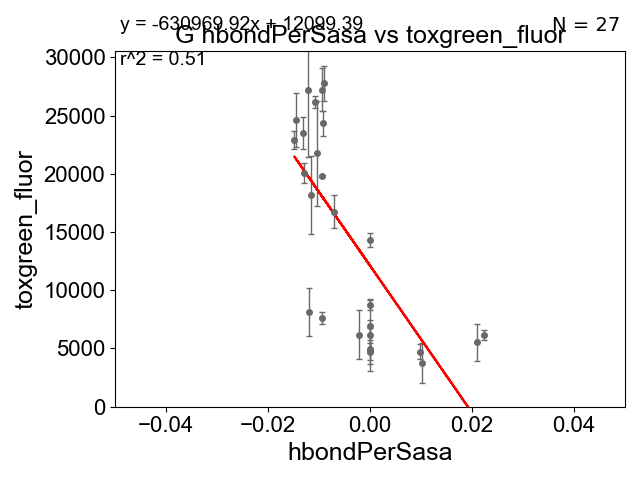 y = -630969.92x + 12099.39
N = 27
G hbondPerSasa vs toxgreen_fluor
r^2 = 0.51
30000
25000
20000
15000
10000
5000
0
toxgreen_fluor
−0.04 −0.02 0.00 0.02 0.04
hbondPerSasa